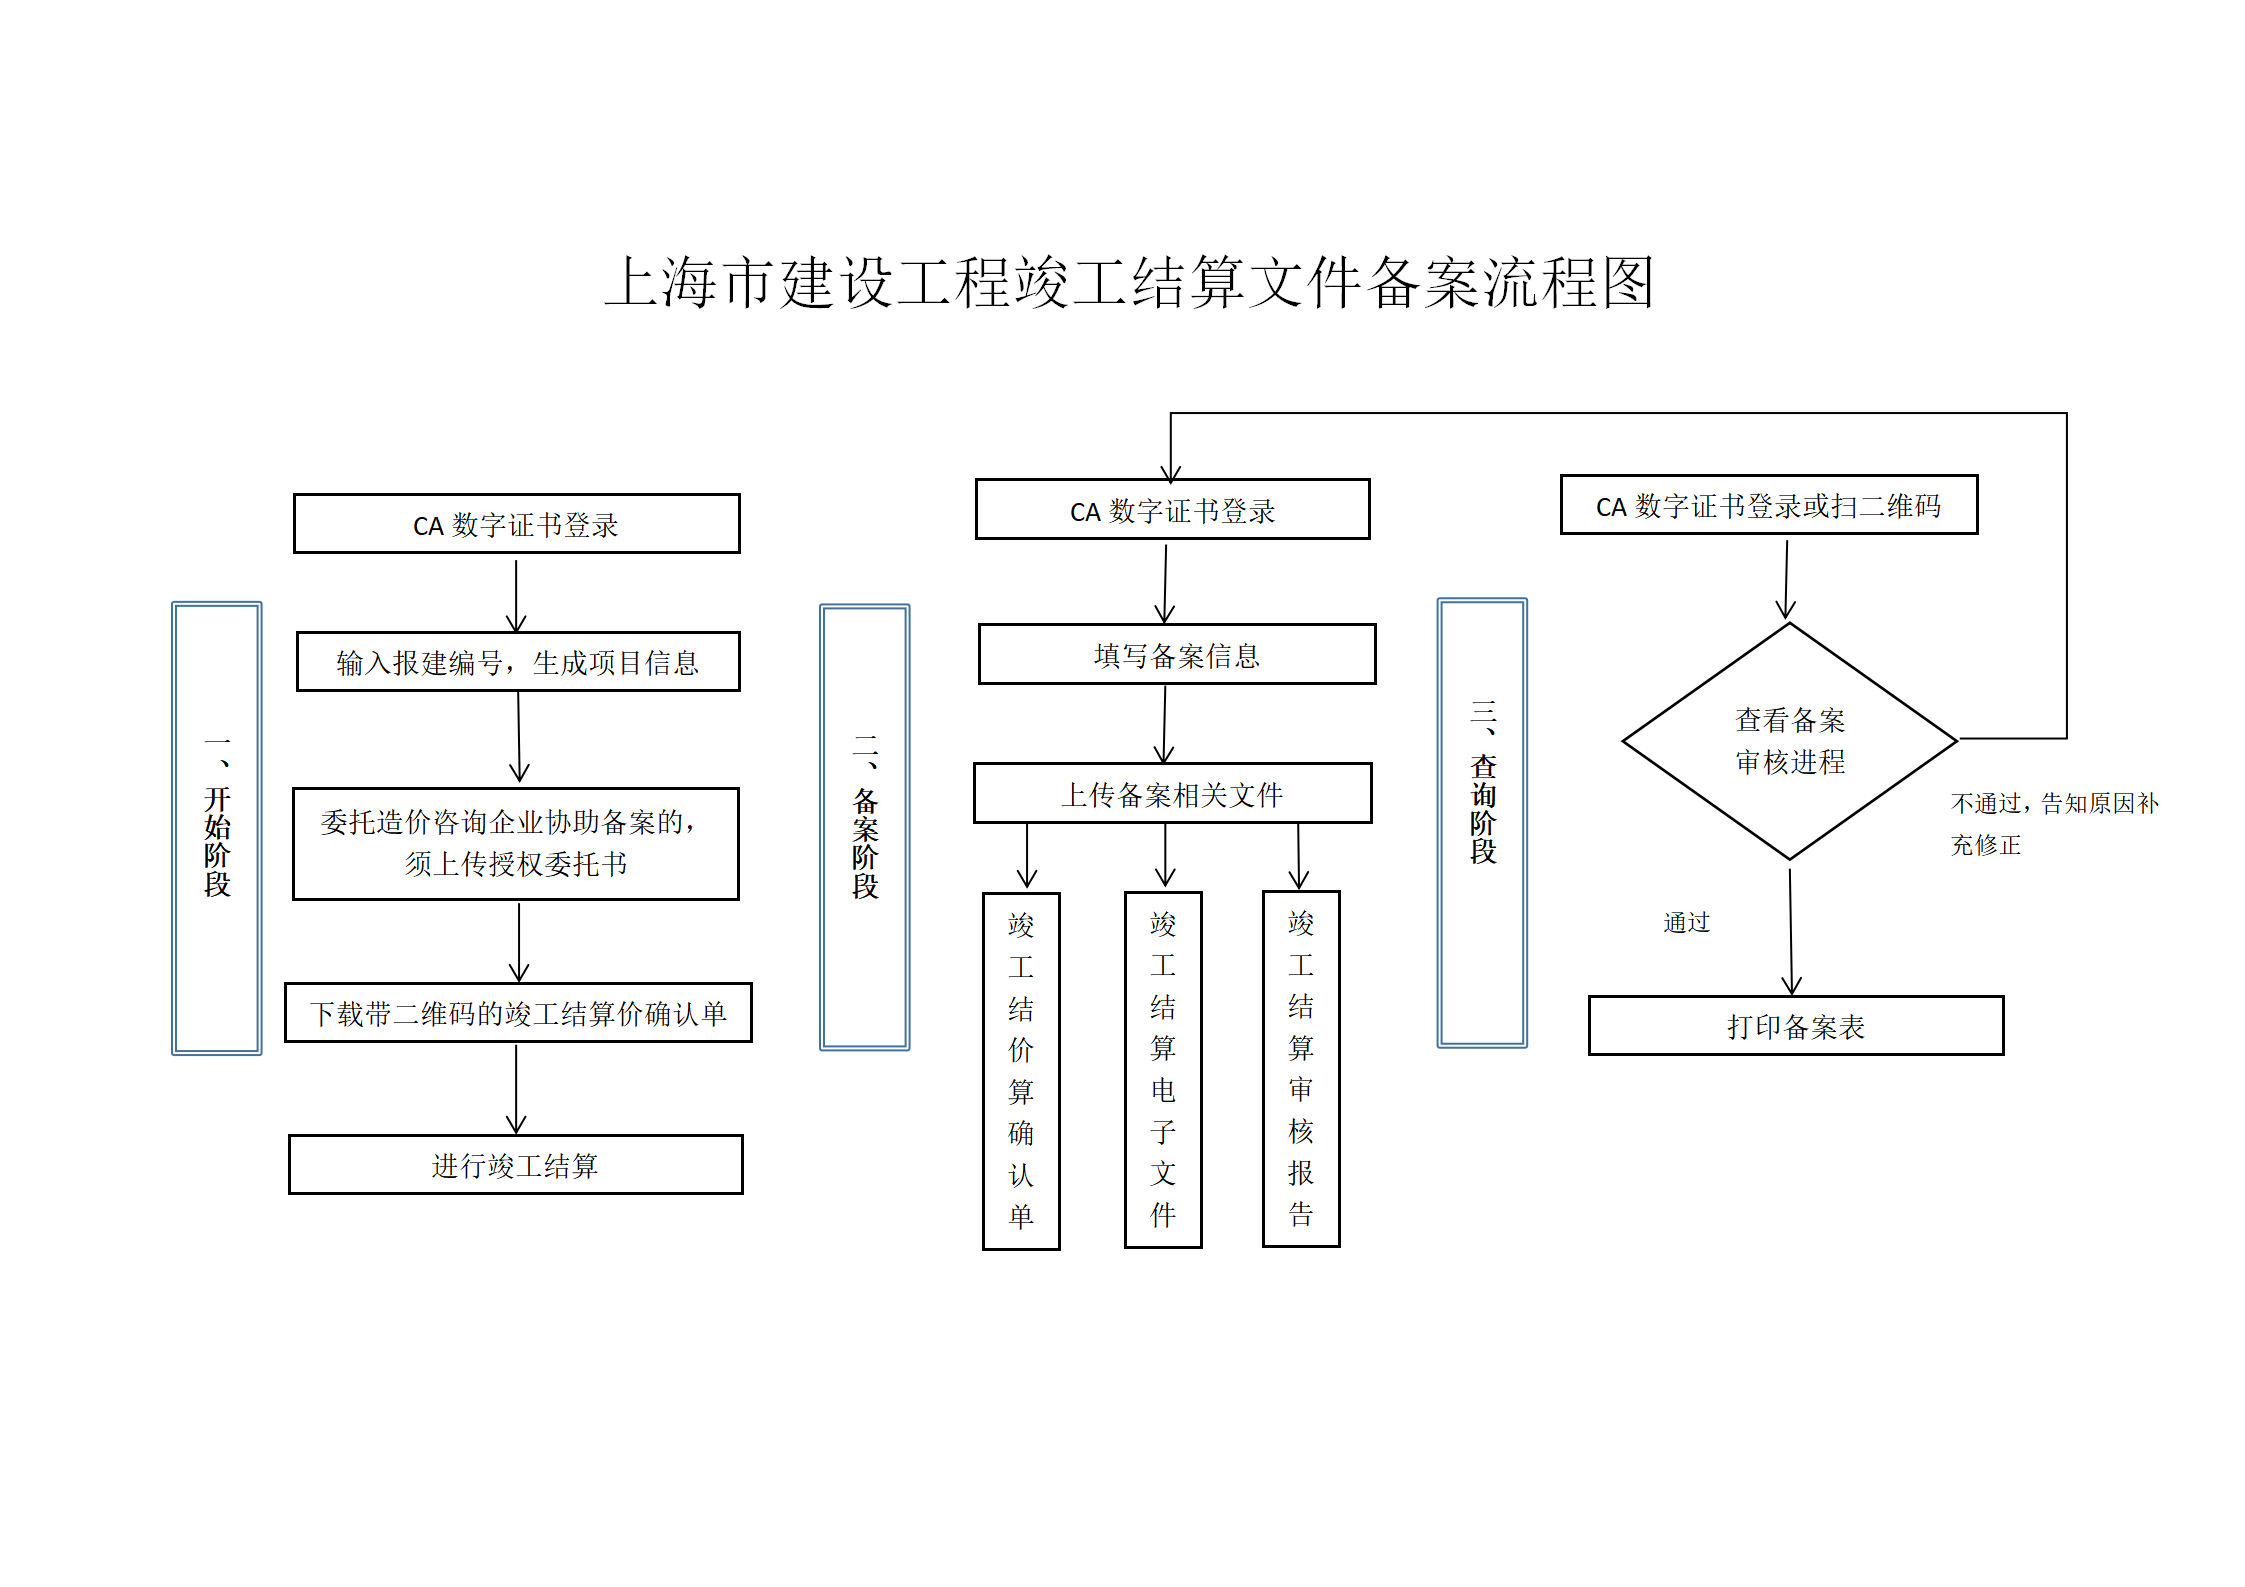 上海市建设工程竣工结算文件备案流程图
一、开始阶段
CA 数字证书登录
输入报建编号，生成项目信息
委托造价咨询企业协助备案的，
须上传授权委托书
下载带二维码的竣工结算价确认单
进行竣工结算
二、备案阶段
CA 数字证书登录
填写备案信息
上传备案相关文件
竣工结价算确认单
竣工结算电子文件
竣工结算审核报告
三、查询阶段
CA 数字证书登录或扫二维码
查看备案
审核进程
不通过，告知原因补
充修正
通过
打印备案表